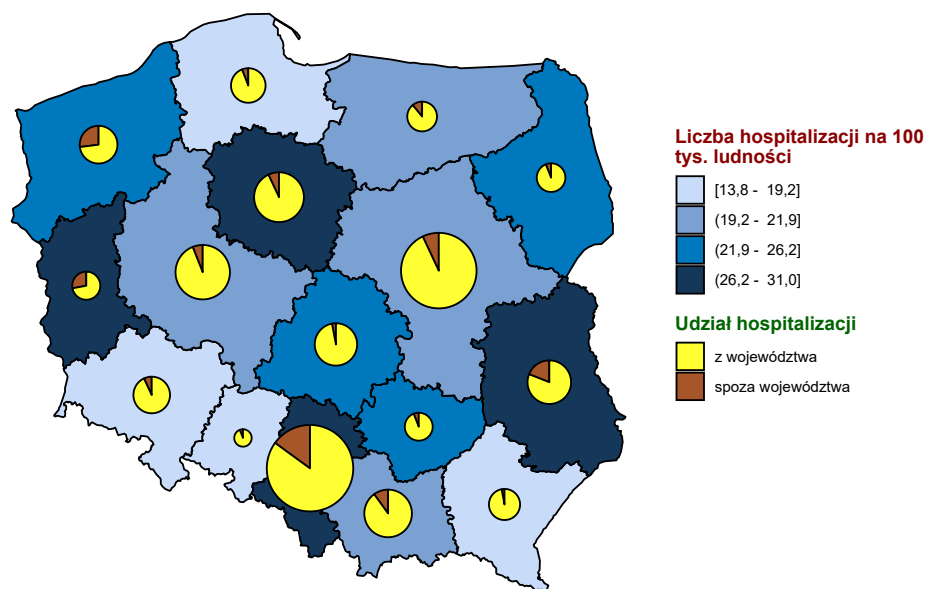 Liczba hospitalizacji na 100
tys. ludności
[13,8 - 19,2]
(19,2 - 21,9]
(21,9 - 26,2]
(26,2 - 31,0]
Udział hospitalizacji
z województwa
spoza województwa